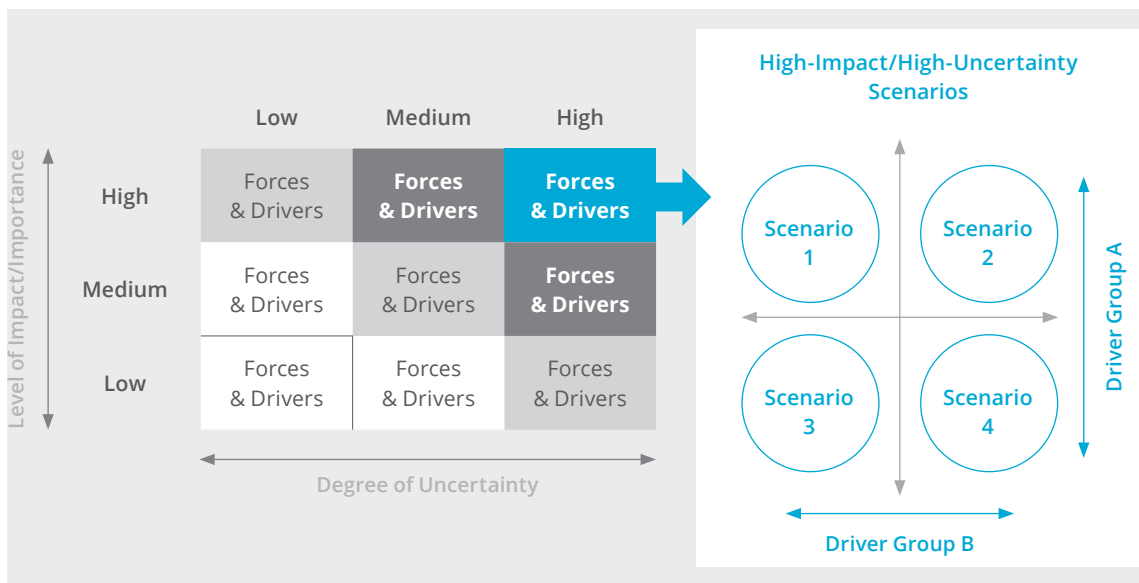 High-Impact/High-Uncertainty
Scenarios
Low
Medium
High
Level of Impact/Importance
High
Forces
& Drivers
Forces
& Drivers
Forces
& Drivers
Medium
Forces
& Drivers
Forces
& Drivers
Forces
& Drivers
Low
Forces
& Drivers
Forces
& Drivers
Forces
& Drivers
Degree of Uncertainty
Scenario
1
Scenario
2
Scenario
3
Scenario
4
Driver Group A
Driver Group B